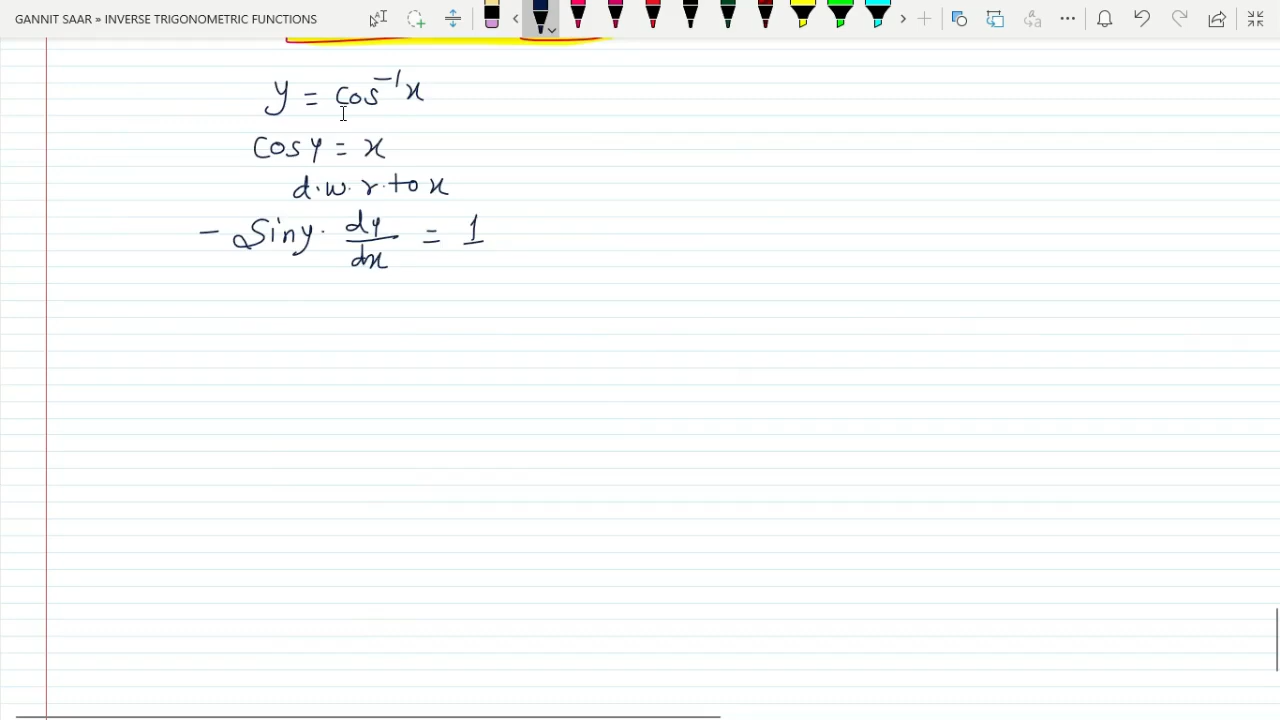 GANNIT SAAR » INVERSE TRIGONOMETRIC FUNCTIONS
y = cos⁻¹x
cos y = x
d.w.r.to x
- Sin y · dy/dx = 1